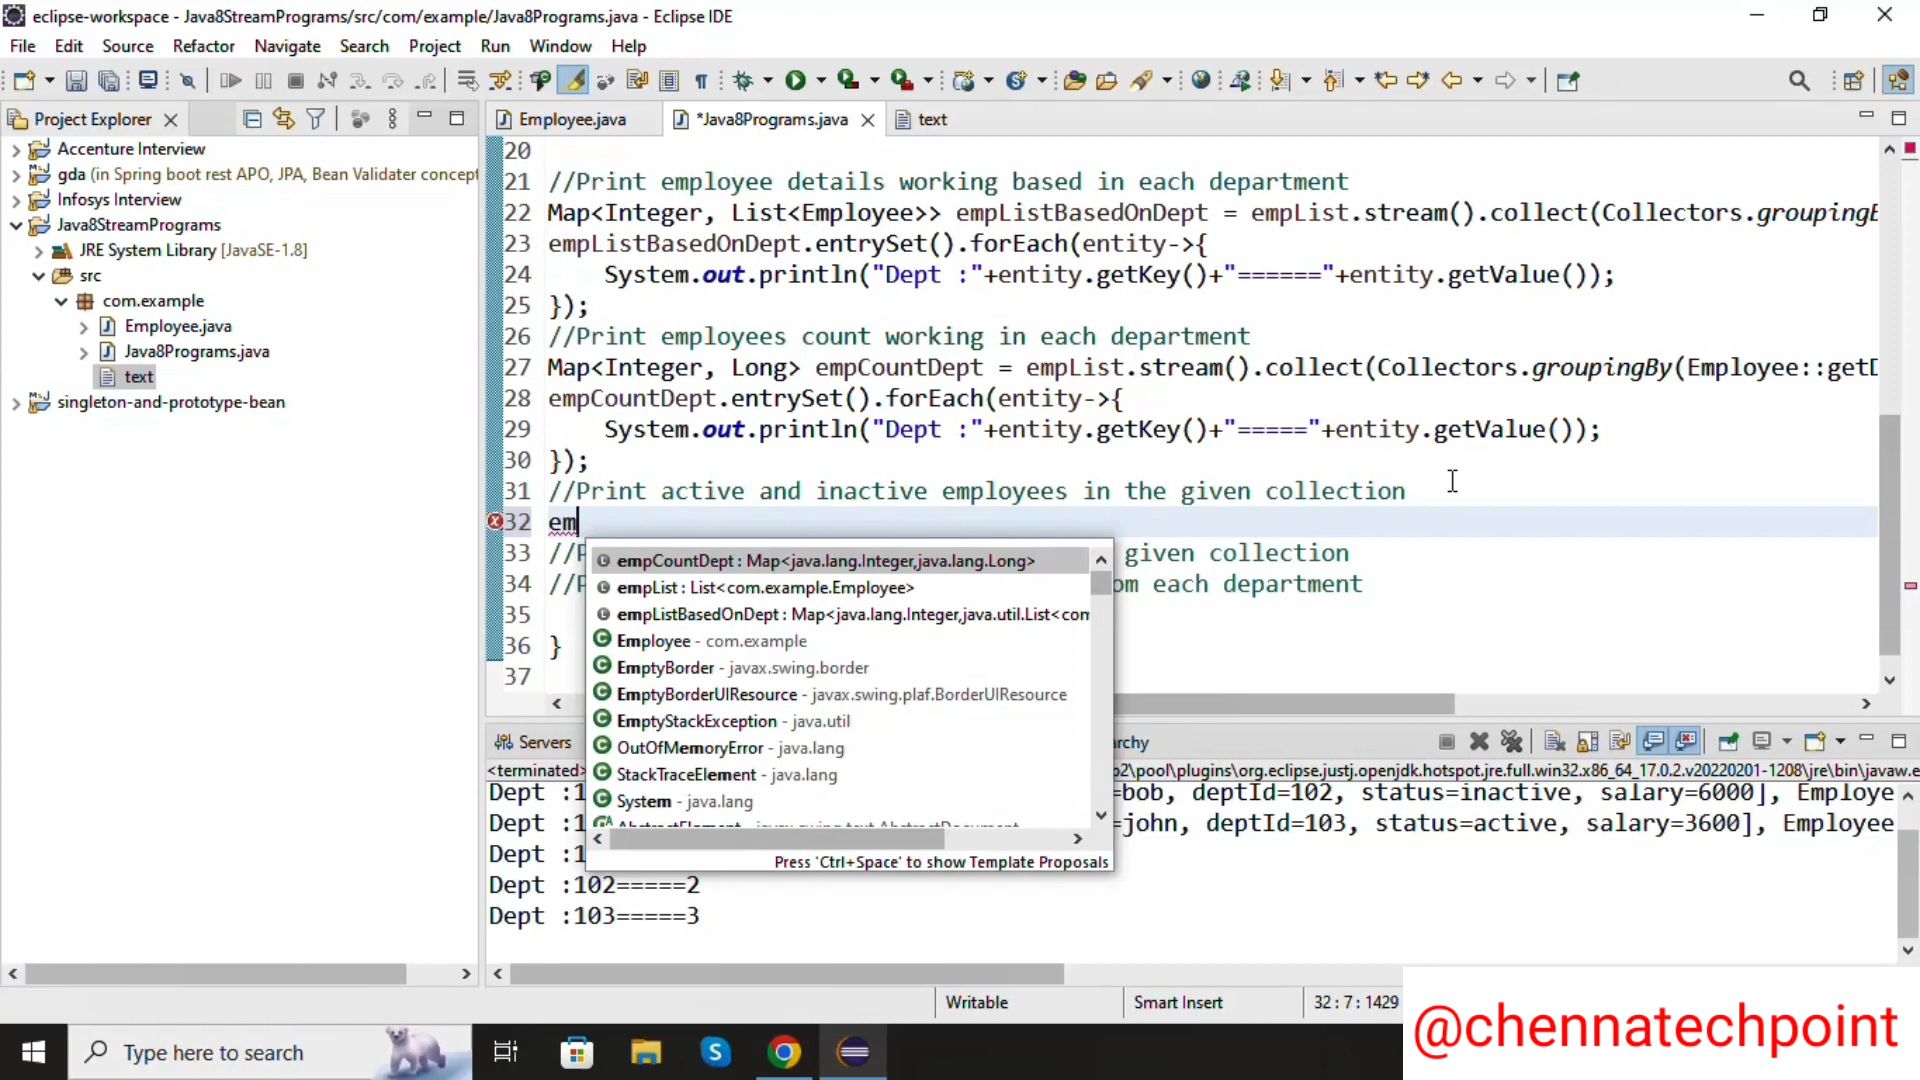 eclipse-workspace - Java8StreamPrograms/src/com/example/Java8Programs.java - Eclipse IDE
File Edit Source Refactor Navigate Search Project Run Window Help
Project Explorer
Employee.java
*Java8Programs.java
text
Accenture Interview
gda (in Spring boot rest APO, JPA, Bean Validater concept
Infosys Interview
Java8StreamPrograms
JRE System Library [JavaSE-1.8]
src
com.example
Employee.java
Java8Programs.java
text
singleton-and-prototype-bean
20
21 //Print employee details working based in each department
22 Map<Integer, List<Employee>> empListBasedOnDept = empList.stream().collect(Collectors.grouping
23 empListBasedOnDept.entrySet().forEach(entity->{
24 System.out.println("Dept :"+entity.getKey()+"======"+entity.getValue());
25 });
26 //Print employees count working in each department
27 Map<Integer, Long> empCountDept = empList.stream().collect(Collectors.groupingBy(Employee::get
28 empCountDept.entrySet().forEach(entity->{
29 System.out.println("Dept :"+entity.getKey()+"====="+entity.getValue());
30 });
31 //Print active and inactive employees in the given collection
32 em
33 //P given collection
34 //P om each department
35
36 }
37
empCountDept : Map<java.lang.Integer,java.lang.Long>
empList : List<com.example.Employee>
empListBasedOnDept : Map<java.lang.Integer,java.util.List<com
Employee - com.example
EmptyBorder - javax.swing.border
EmptyBorderUIResource - javax.swing.plaf.BorderUIResource
EmptyStackException - java.util
OutOfMemoryError - java.lang
StackTraceElement - java.lang
System - java.lang
AbstractElement - javax.swing.text.AbstractDocument
Press 'Ctrl+Space' to show Template Proposals
Servers
rchy
<terminated> p2\pool\plugins\org.eclipse.justj.openjdk.hotspot.jre.full.win32.x86_64_17.0.2.v20220201-1208\jre\bin\javaw.e
Dept :1 =bob, deptId=102, status=inactive, salary=6000], Employe
Dept :1 =john, deptId=103, status=active, salary=3600], Employee
Dept :1
Dept :102=====2
Dept :103=====3
Writable
Smart Insert
32 : 7 : 1429
@chennatechpoint
Type here to search